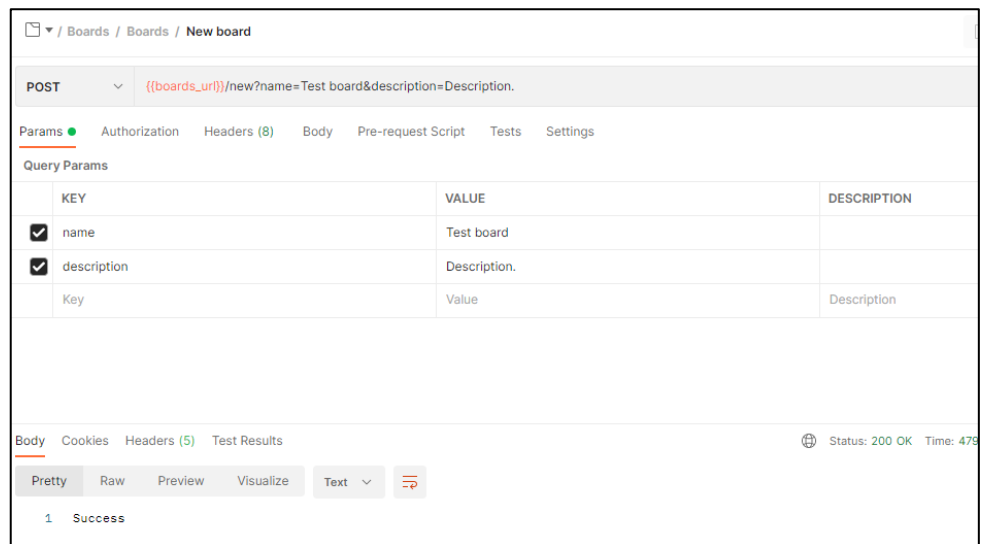 / Boards / Boards / New board
POST {{boards_url}}/new?name=Test board&description=Description.
Params Authorization Headers (8) Body Pre-request Script Tests Settings
Query Params
KEY VALUE DESCRIPTION
name Test board
description Description.
Key Value Description
Body Cookies Headers (5) Test Results Status: 200 OK Time: 479
Pretty Raw Preview Visualize Text
1 Success